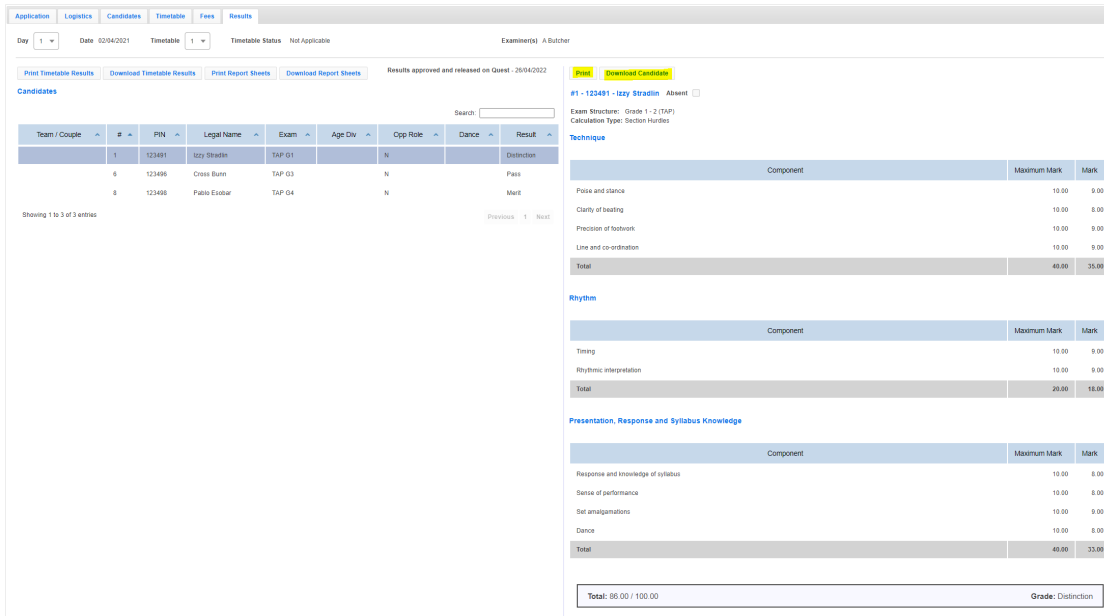 Application Logistics Candidates Timetable Fees Results
Day 1 Date 02/04/2021 Timetable 1 Timetable Status Not Applicable Examiner(s) A Butcher
Print Timetable Results Download Timetable Results Print Report Sheets Download Report Sheets Results approved and released on Quest - 26/04/2022
Candidates
Search:
Team / Couple # PIN Legal Name Exam Age Div Opp Role Dance Result
1 123491 Izzy Stradlin TAP G1 N Distinction
6 123496 Cross Bunn TAP G3 N Pass
8 123498 Pablo Esobar TAP G4 N Merit
Showing 1 to 3 of 3 entries
Previous 1 Next
Print Download Candidate
#1 - 123491 - Izzy Stradlin Absent
Exam Structure: Grade 1 - 2 (TAP)
Calculation Type: Section Hurdles
Technique
Component Maximum Mark Mark
Poise and stance 10.00 9.00
Clarity of beating 10.00 8.00
Precision of footwork 10.00 9.00
Line and co-ordination 10.00 9.00
Total 40.00 35.00
Rhythm
Component Maximum Mark Mark
Timing 10.00 9.00
Rhythmic interpretation 10.00 9.00
Total 20.00 18.00
Presentation, Response and Syllabus Knowledge
Component Maximum Mark Mark
Response and knowledge of syllabus 10.00 8.00
Sense of performance 10.00 8.00
Set amalgamations 10.00 9.00
Dance 10.00 8.00
Total 40.00 33.00
Total: 86.00 / 100.00 Grade: Distinction